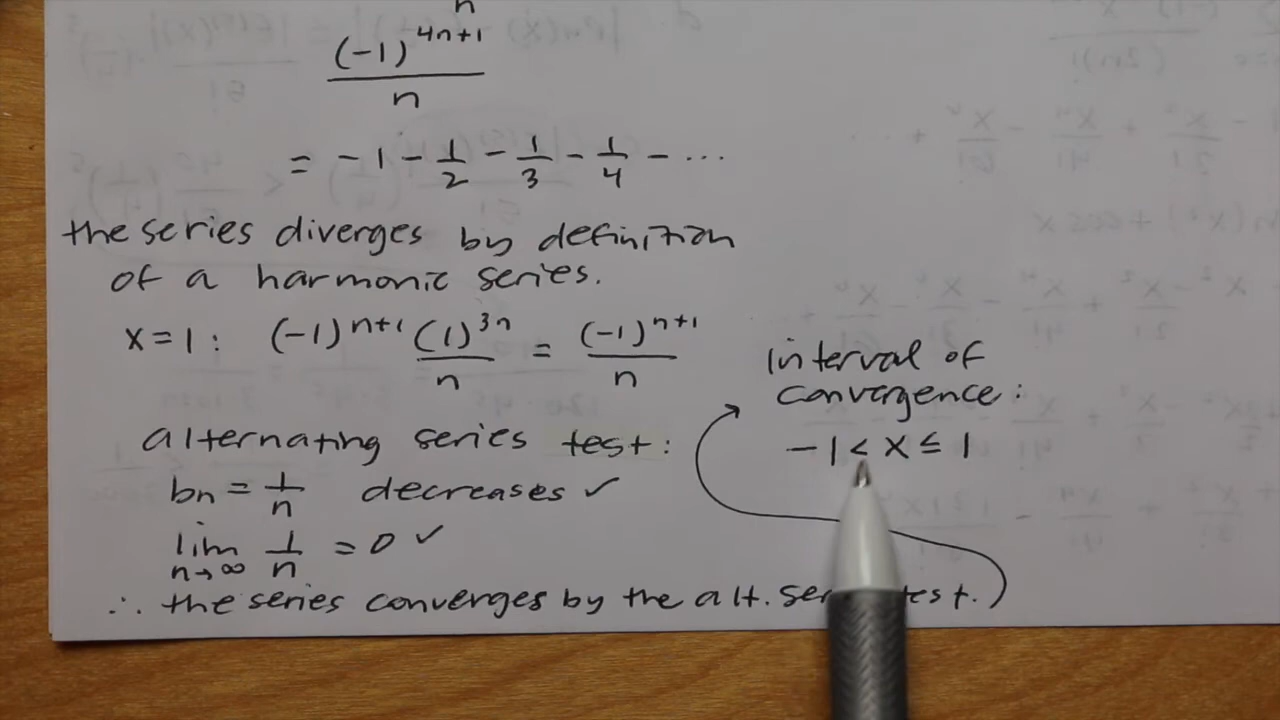 n
(-1)^{4n+1}
n
= -1 - 1/2 - 1/3 - 1/4 - ...
the series diverges by definition
of a harmonic series.
x=1: (-1)^{n+1} (1)^{3n}/n = (-1)^{n+1}/n
alternating series test:
bn = 1/n decreases ✓
lim n→∞ 1/n = 0 ✓
∴ the series converges by the alt. test.
interval of
convergence:
-1 < x ≤ 1